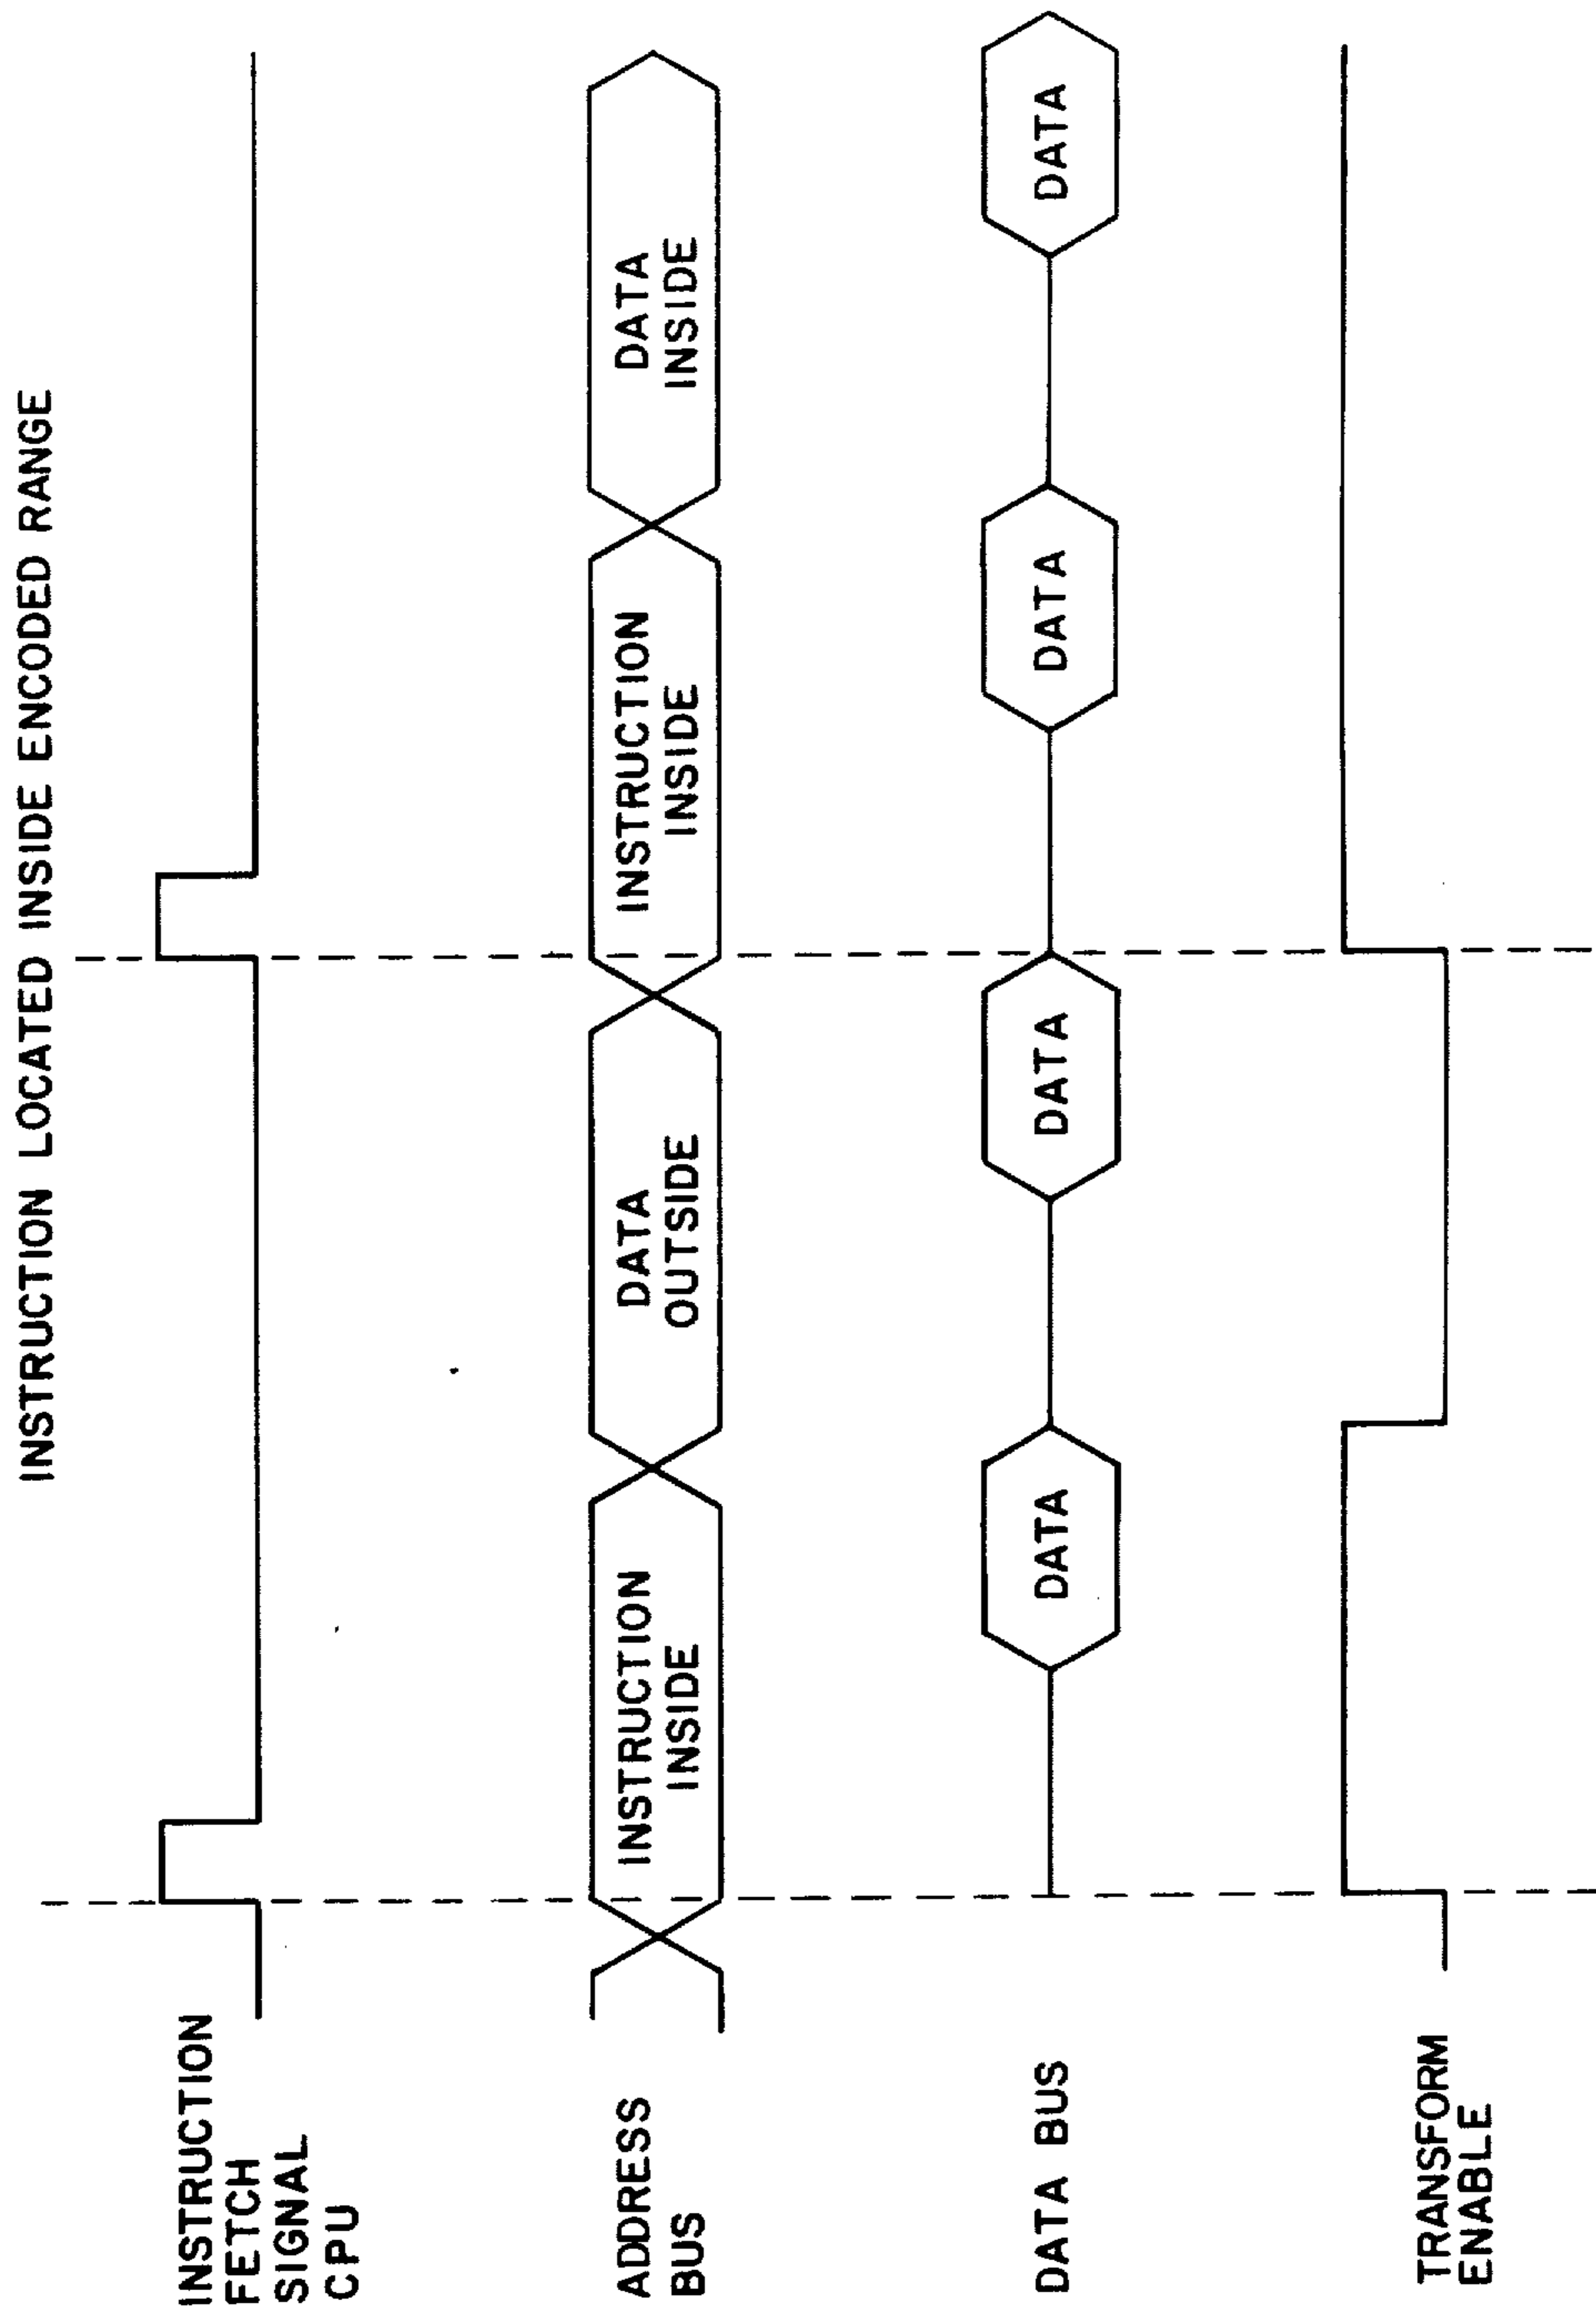 INSTRUCTION LOCATED INSIDE ENCODED RANGE
INSTRUCTION
FETCH
SIGNAL
CPU
ADDRESS
BUS
INSTRUCTION
INSIDE
DATA
OUTSIDE
INSTRUCTION
INSIDE
DATA
INSIDE
DATA BUS
DATA
DATA
DATA
DATA
TRANSFORM
ENABLE